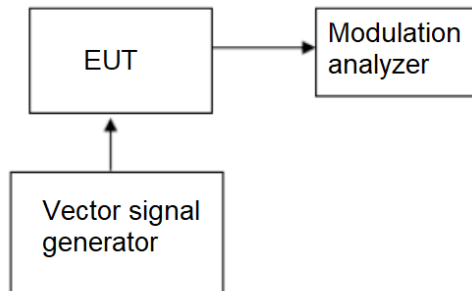 EUT
Modulation
analyzer
Vector signal
generator